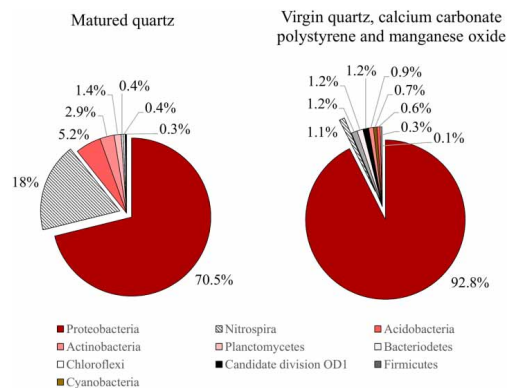 Matured quartz
Virgin quartz, calcium carbonate
polystyrene and manganese oxide
0.4%
1.4%
0.4%
2.9%
0.3%
5.2%
18%
70.5%
1.2%
0.9%
1.2%
0.7%
1.2%
0.6%
1.1%
0.3%
0.1%
92.8%
Proteobacteria
Nitrospira
Acidobacteria
Actinobacteria
Planctomycetes
Bacteriodetes
Chloroflexi
Candidate division OD1
Firmicutes
Cyanobacteria